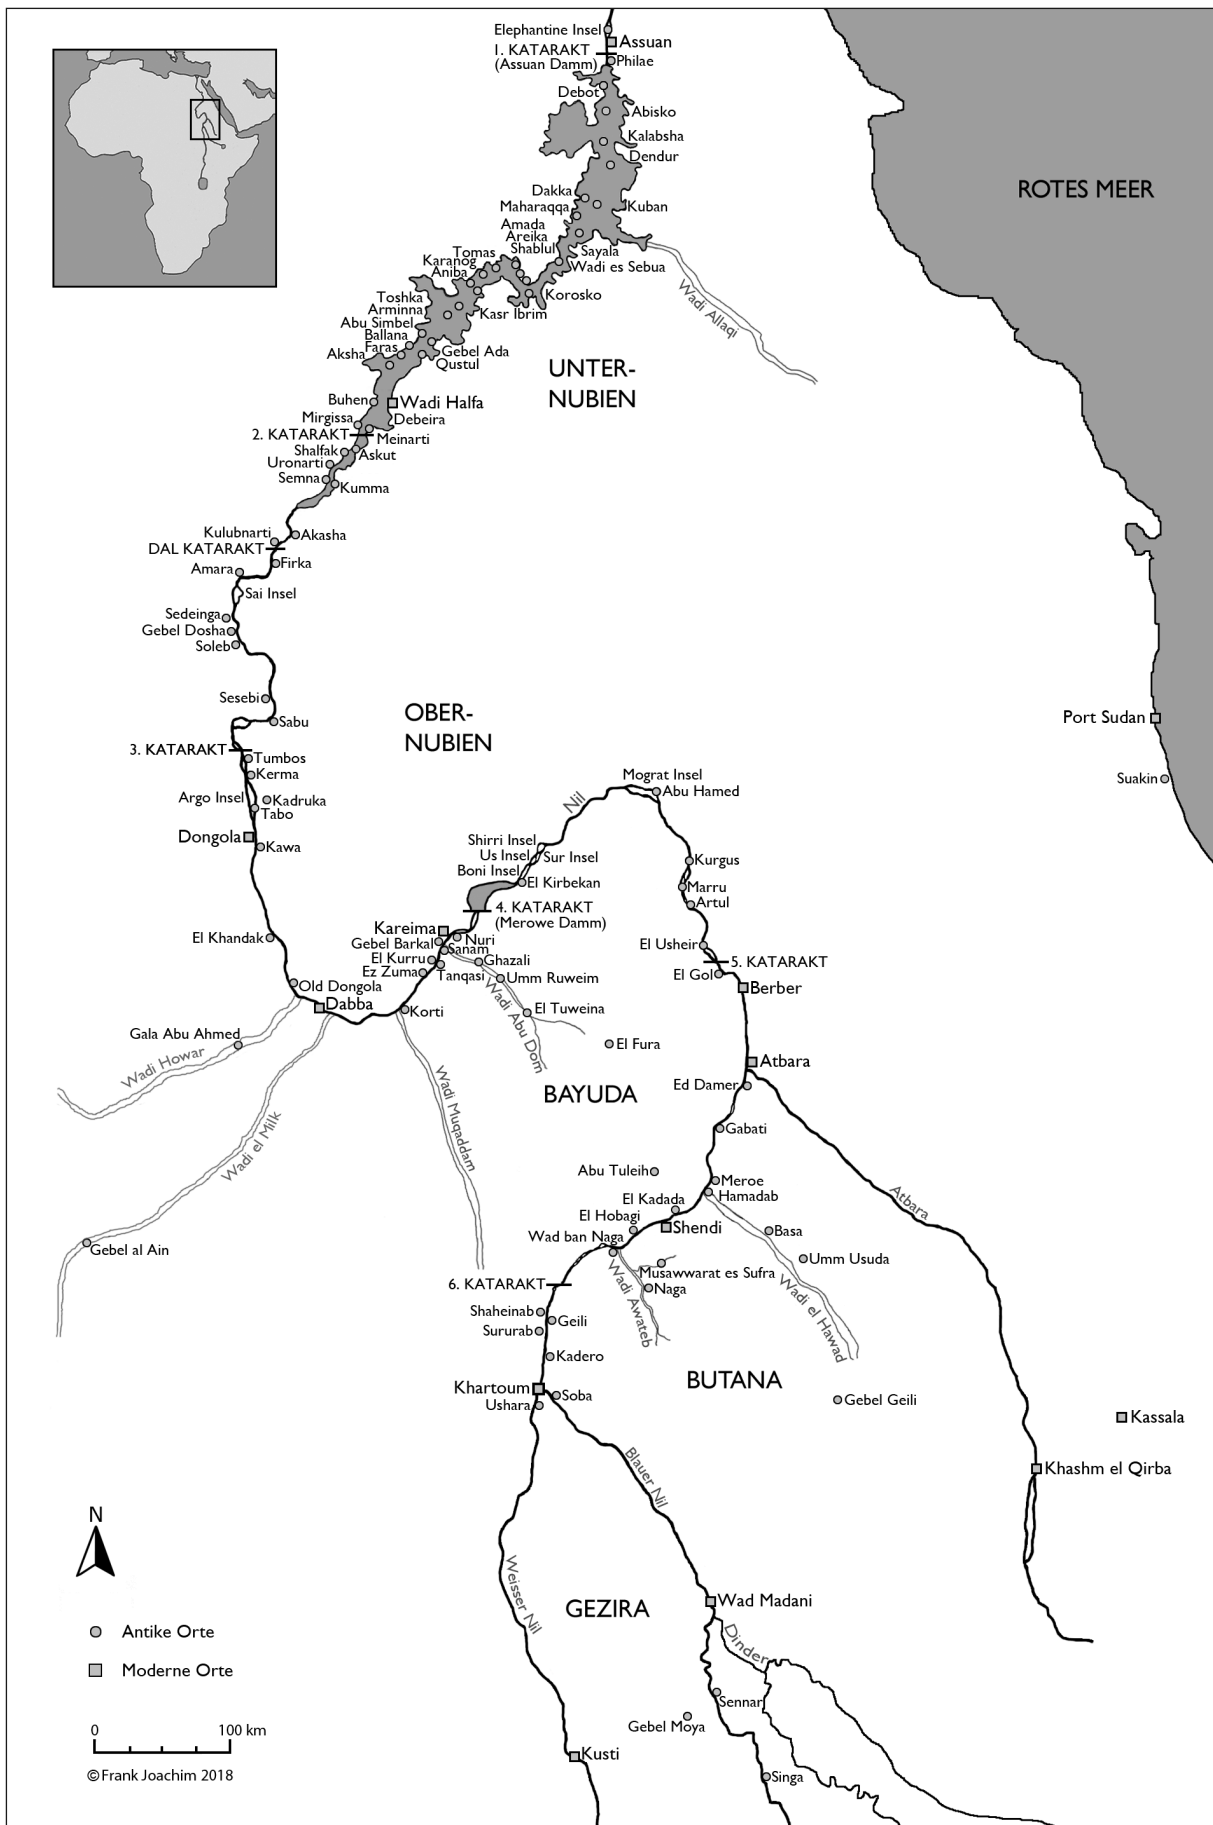 Elephantine Insel
Assuan
1. KATARAKT
(Assuan Damm)
Philae
Debot
Abisko
Kalabsha
Dendur
ROTES MEER
Dakka
Maharaqqa
Kuban
Amada
Areika
Shablul
Sayala
Tomas
Karanog
Aniba
Wadi es Sebua
Wadi Allaqi
Toshka
Korosko
Arminna
Kasr Ibrim
Abu Simbel
Ballana
Faras
Aksha
Gebel Ada
Qustul
UNTER-
NUBIEN
Buhen
Wadi Halfa
Mirgissa
Debeira
2. KATARAKT
Meinarti
Shalfak
Askut
Uronarti
Semna
Kumma
Kulubnarti
Akasha
DAL KATARAKT
Firka
Amara
Sai Insel
Sedeinga
Gebel Dosha
Soleb
Sesebi
Sabu
OBER-
NUBIEN
Port Sudan
3. KATARAKT
Tumbos
Kerma
Mograt Insel
Abu Hamed
Suakin
Argo Insel
Kadruka
Tabo
Nil
Dongola
Kawa
Shirri Insel
Us Insel
Sur Insel
Boni Insel
El Kirbekan
Kurgus
Marru
Artul
4. KATARAKT
(Merowe Damm)
Kareima
Nuri
El Khandak
Gebel Barkal
Sanam
El Kurru
Ghazali
Ez Zuma
Tanqasi
Umm Ruweim
El Usheir
5. KATARAKT
El Gol
Berber
Old Dongola
Dabba
Korti
El Tuweina
Wadi Abu Dom
Gala Abu Ahmed
Wadi Howar
El Fura
Atbara
Ed Damer
BAYUDA
Wadi Muqaddam
Wadi el Milk
Gabati
Abu Tuleih
Meroe
Hamadab
Atbara
El Kadada
El Hobagi
Shendi
Basa
Wad ban Naga
Gebel al Ain
Umm Usuda
Musawwarat es Sufra
Naga
6. KATARAKT
Wadi Awateb
Wadi el Hawad
Shaheinab
Geili
Sururab
Kadero
BUTANA
Khartoum
Soba
Ushara
Gebel Geili
Kassala
Blauer Nil
Khashm el Qirba
N
Weisser Nil
GEZIRA
Wad Madani
Dinder
Antike Orte
Moderne Orte
Sennar
Gebel Moya
0 100 km
Kusti
Singa
©Frank Joachim 2018